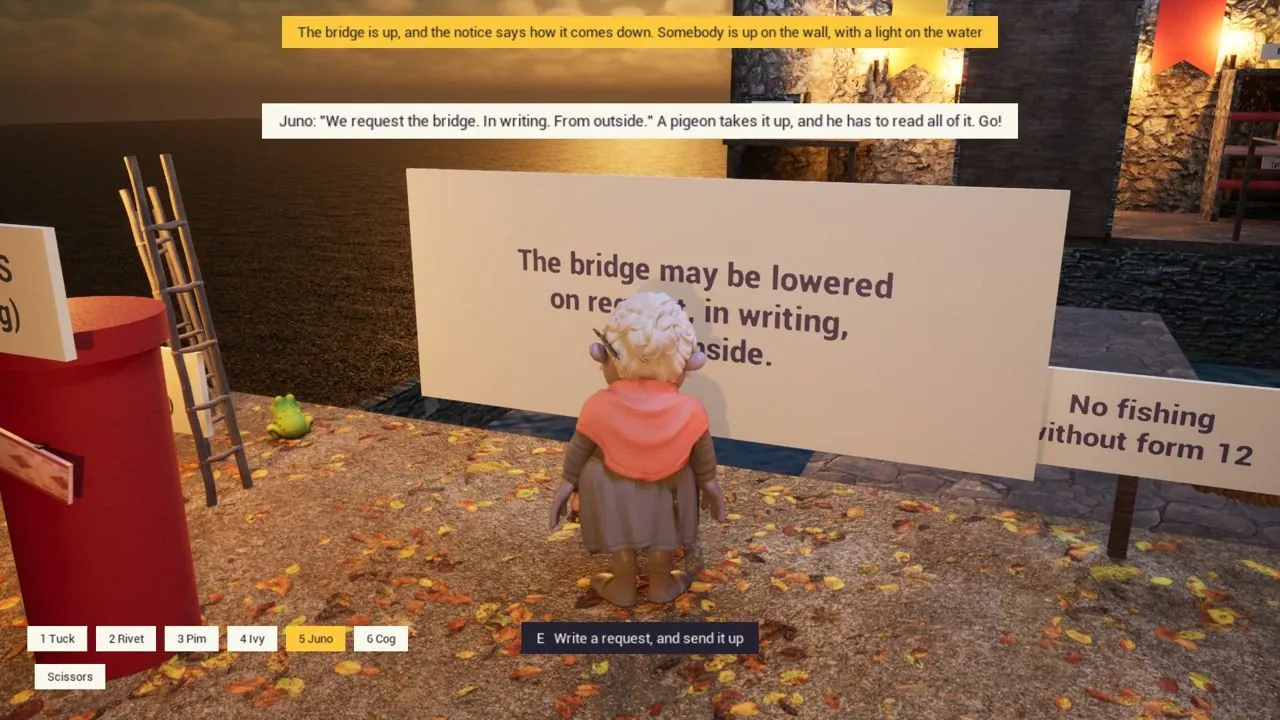 The bridge is up, and the notice says how it comes down. Somebody is up on the wall, with a light on the water
Juno: "We request the bridge. In writing. From outside." A pigeon takes it up, and he has to read all of it. Go!
The bridge may be lowered
on in writing,
No fishing
without form 12
E Write a request, and send it up
1 Tuck 2 Rivet 3 Pim 4 Ivy 5 Juno 6 Cog
Scissors